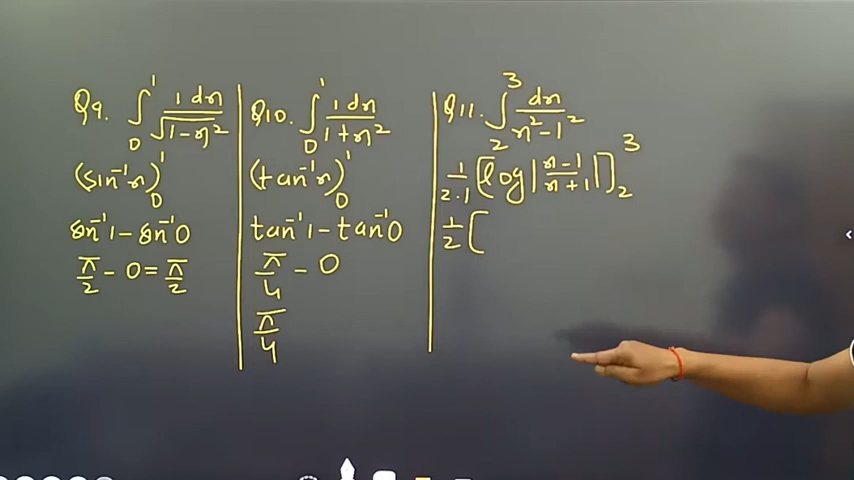 Q9. ∫₀¹ 1 dx / √(1-x²)
(sin⁻¹x)₀¹
sin⁻¹1 - sin⁻¹0
π/2 - 0 = π/2
Q10. ∫₀¹ 1 dx / 1+x²
(tan⁻¹x)₀¹
tan⁻¹1 - tan⁻¹0
π/4 - 0
π/4
Q11. ∫₂³ dx / x²-1²
1/2·1 [log|x-1/x+1|]₂³
1/2 [